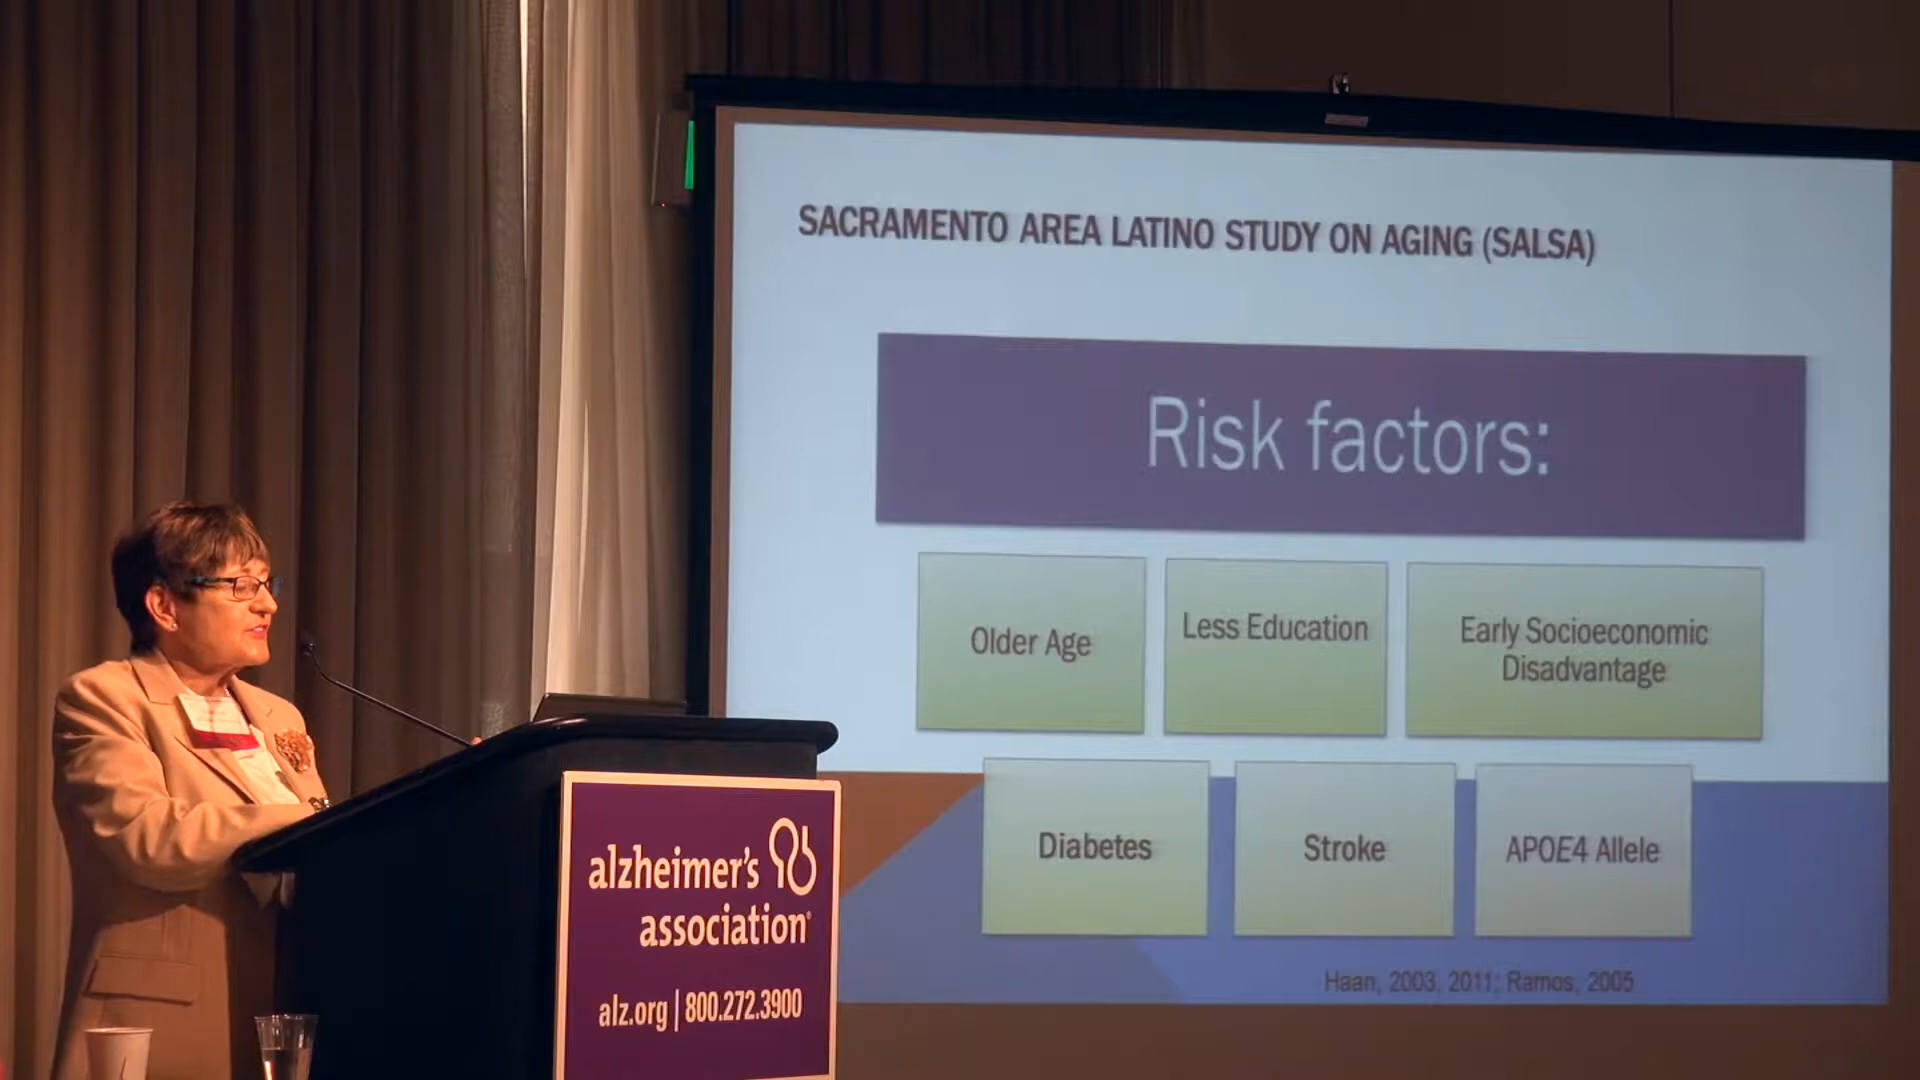 SACRAMENTO AREA LATINO STUDY ON AGING (SALSA)
Risk factors:
Older Age
Less Education
Early Socioeconomic
Disadvantage
Diabetes
Stroke
APOE4 Allele
Haan, 2003, 2011; Ramos, 2005
alzheimer's
association®
alz.org | 800.272.3900